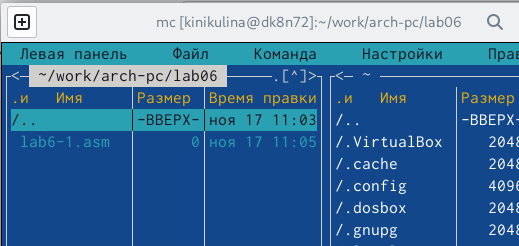 mc [kinikulina@dk8n72]:~/work/arch-pc/lab06
Левая панель Файл Команда Настройки Прав
<─ ~/work/arch-pc/lab06 .[^]> <─ ~
.и Имя Размер Время правки .и Имя Размер
/.. -ВВЕРХ- ноя 17 11:03 /.. -ВВЕРХ-
lab6-1.asm 0 ноя 17 11:05 /.VirtualBox 2048
/.cache 2048
/.config 4096
/.dosbox 2048
/.gnupg 2048